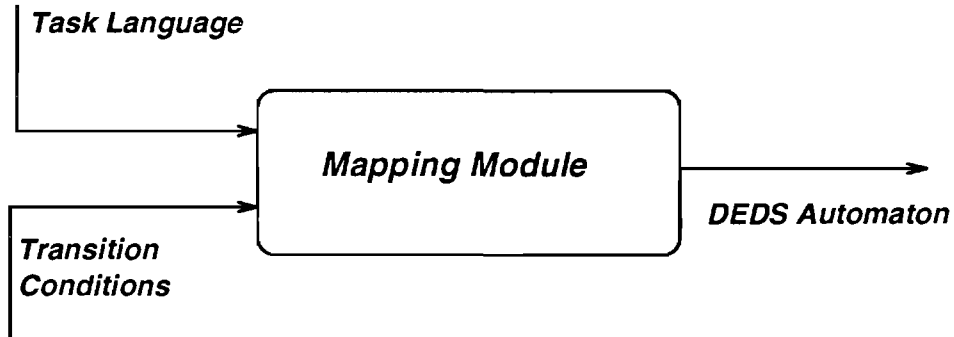 Task Language
Mapping Module
DEDS Automaton
Transition
Conditions